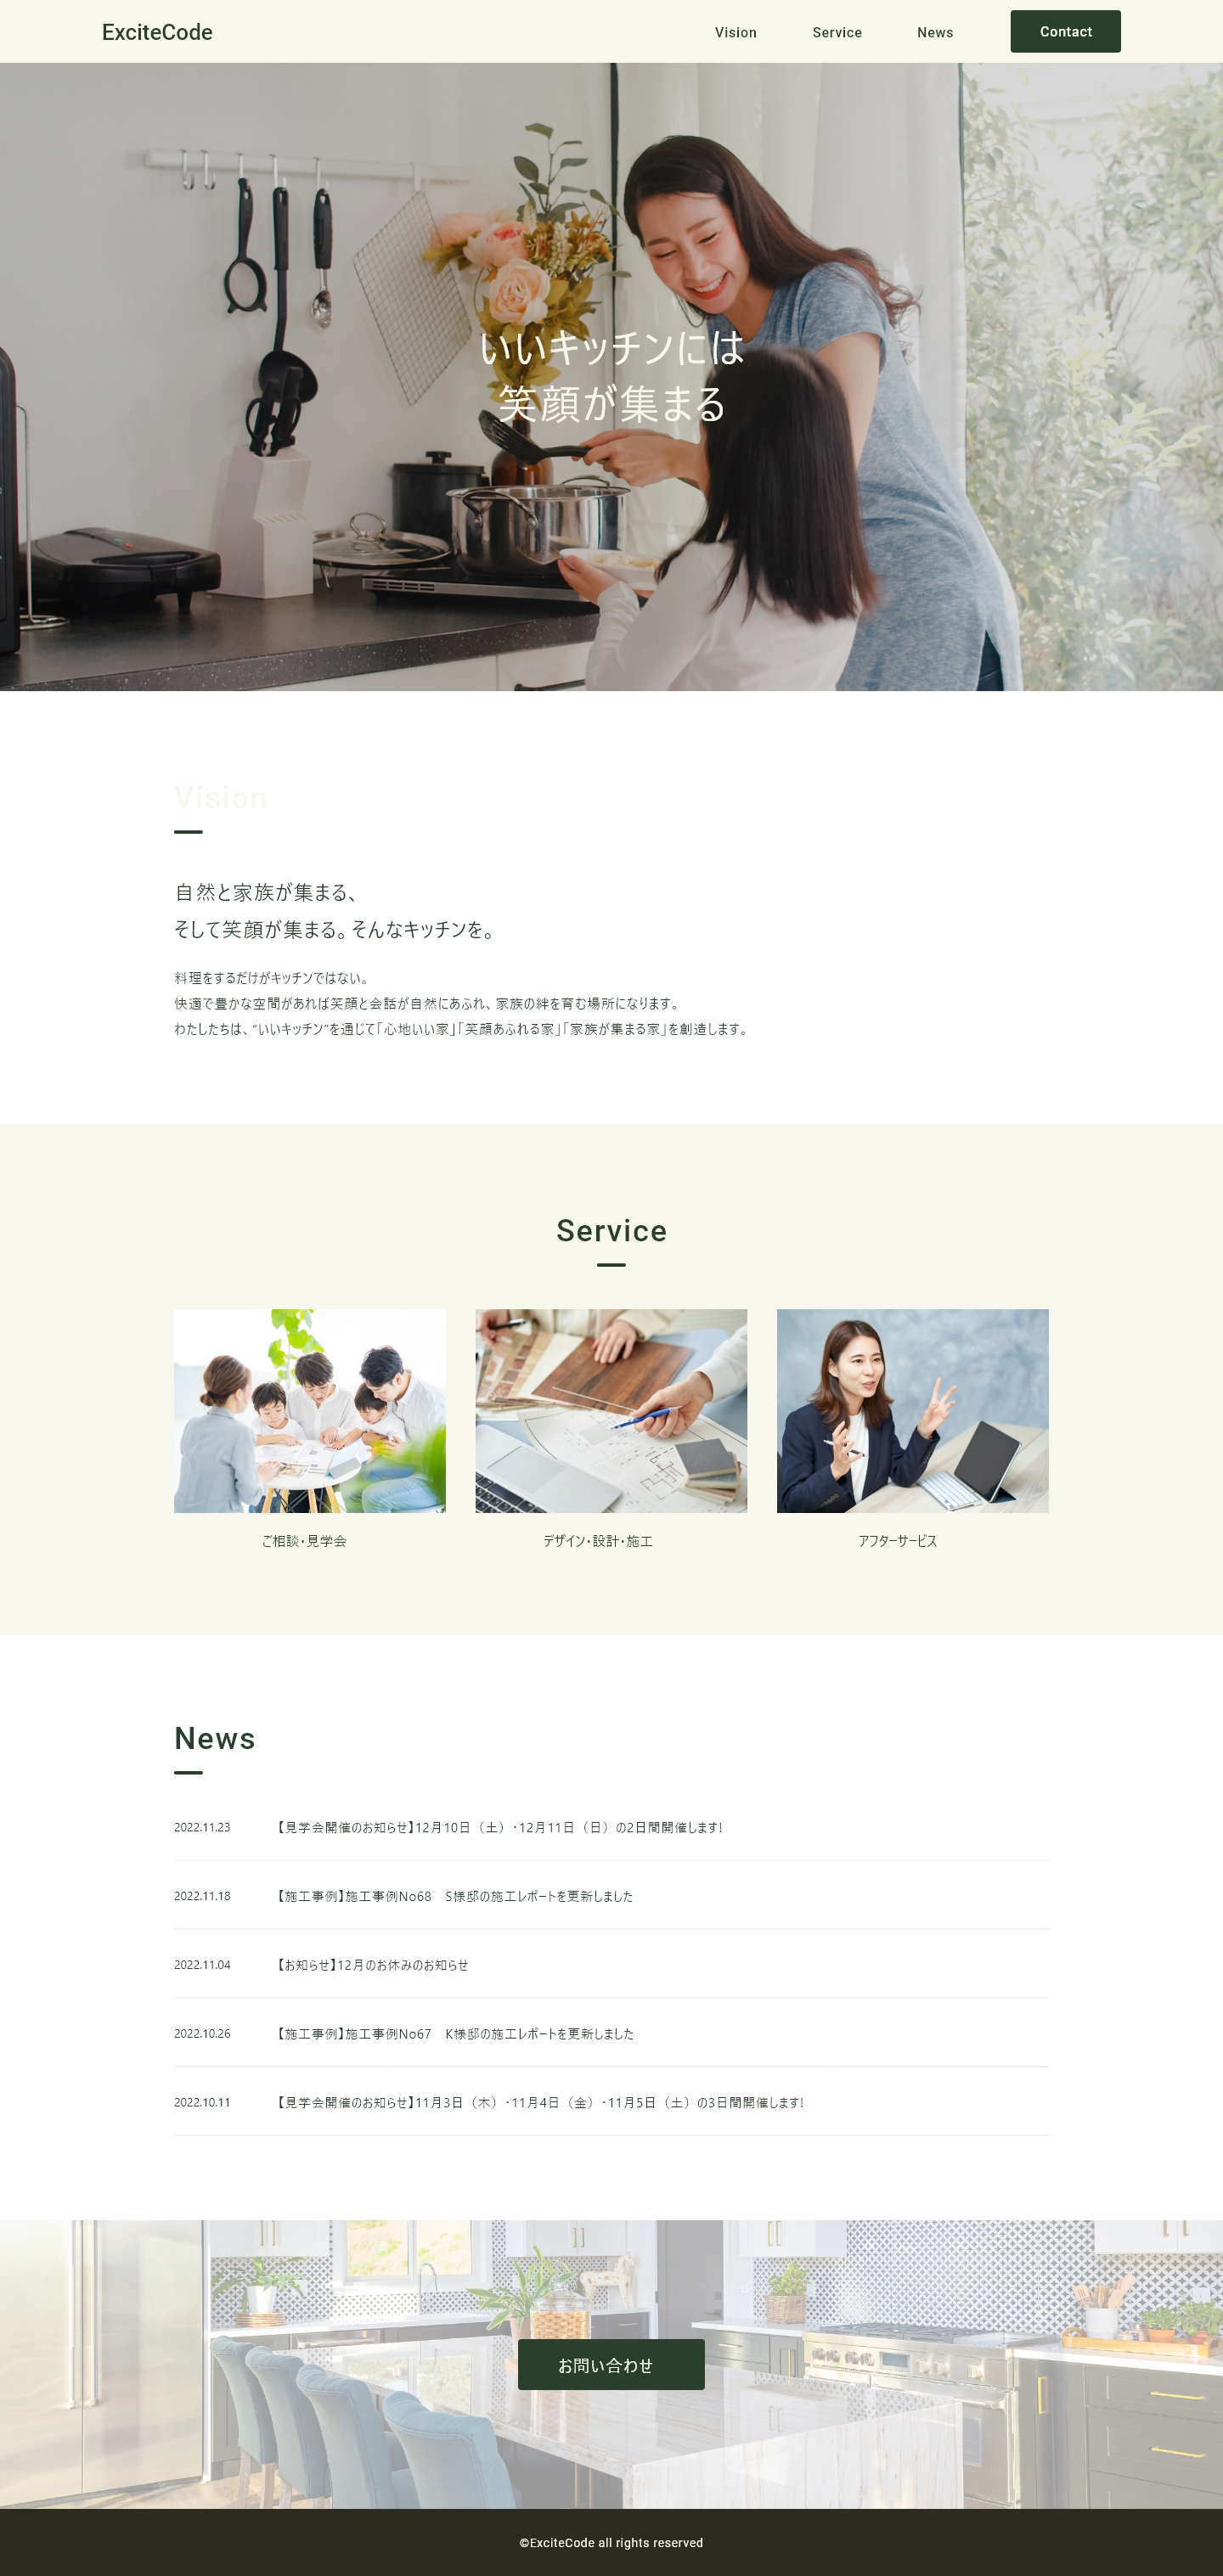 ExciteCode
Vision
Service
News
Contact
いいキッチンには
笑顔が集まる
Vision
自然と家族が集まる、
そして笑顔が集まる。そんなキッチンを。
料理をするだけがキッチンではない。
快適で豊かな空間があれば笑顔と会話が自然にあふれ、家族の絆を育む場所になります。
わたしたちは、“いいキッチン”を通じて「心地いい家」「笑顔あふれる家」「家族が集まる家」を創造します。
Service
ご相談・見学会
デザイン・設計・施工
アフターサービス
News
2022.11.23 【見学会開催のお知らせ】12月10日（土）・12月11日（日）の2日間開催します!
2022.11.18 【施工事例】施工事例No68　S様邸の施工レポートを更新しました
2022.11.04 【お知らせ】12月のお休みのお知らせ
2022.10.26 【施工事例】施工事例No67　K様邸の施工レポートを更新しました
2022.10.11 【見学会開催のお知らせ】11月3日（木）・11月4日（金）・11月5日（土）の3日間開催します!
お問い合わせ
©ExciteCode all rights reserved